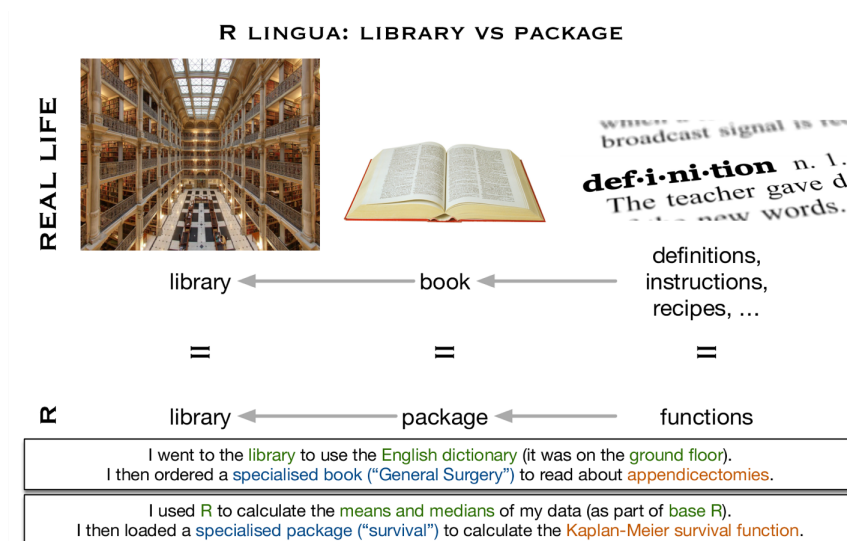 R LINGUA: LIBRARY VS PACKAGE
REAL LIFE
broadcast signal is
def·i·ni·tion n. 1.
The teacher gave d
new words.
library
book
definitions,
instructions,
recipes, …
=
=
=
R
library
package
functions
I went to the library to use the English dictionary (it was on the ground floor).
I then ordered a specialised book (“General Surgery”) to read about appendicectomies.
I used R to calculate the means and medians of my data (as part of base R).
I then loaded a specialised package (“survival”) to calculate the Kaplan-Meier survival function.